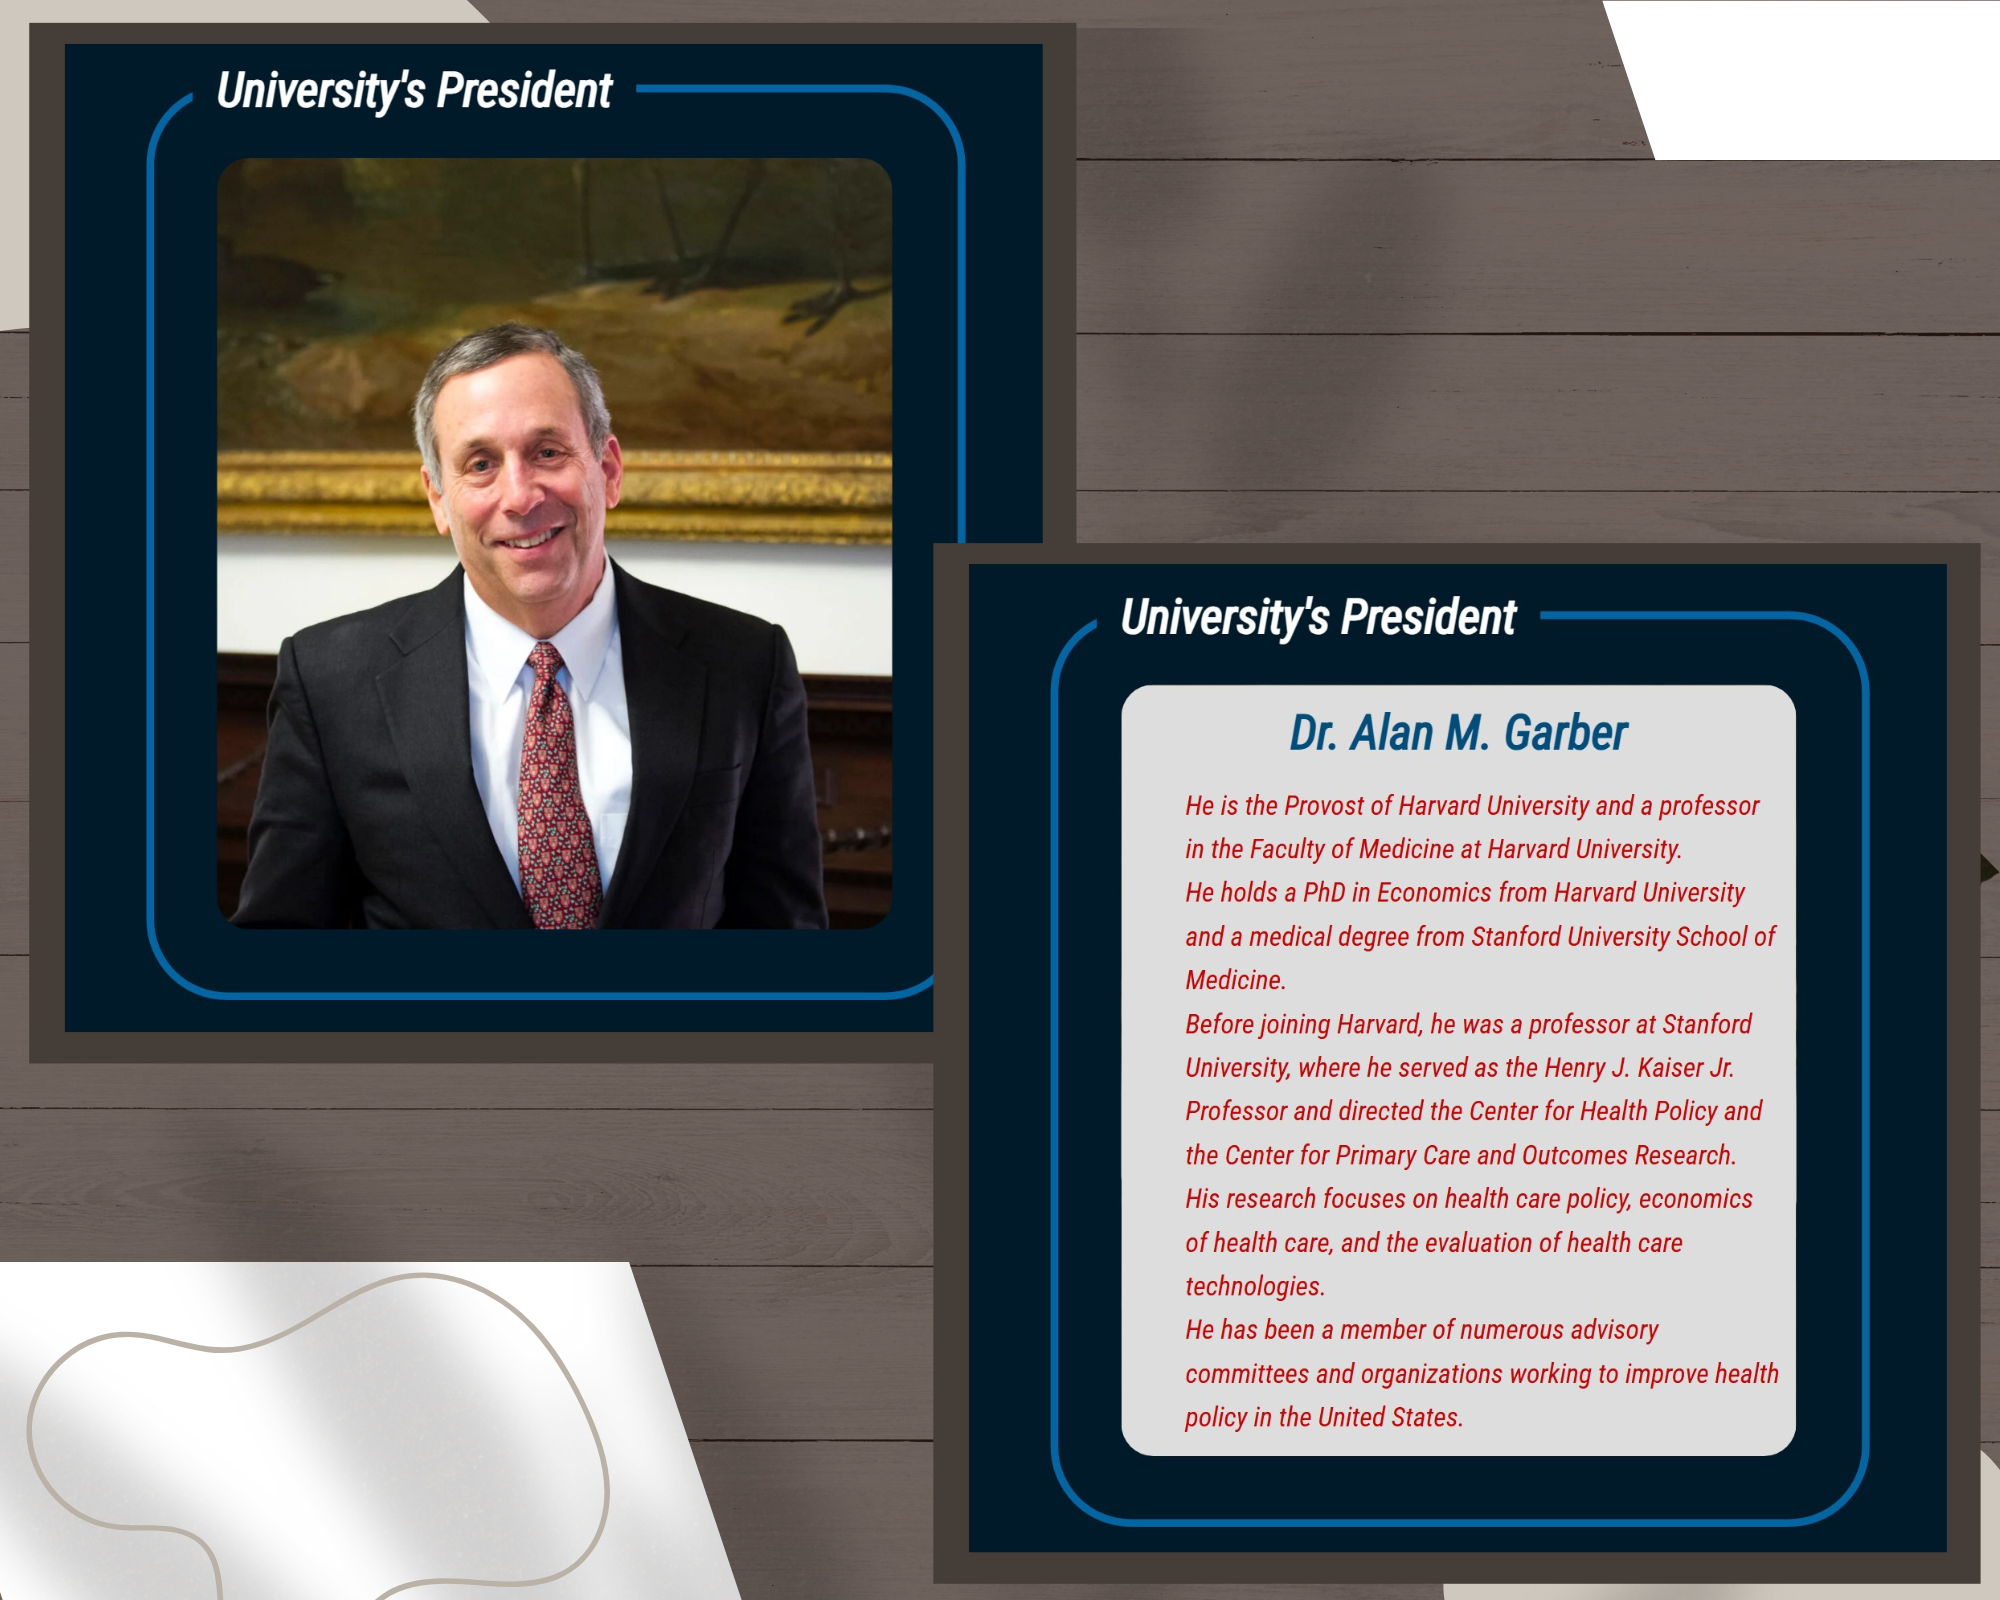 University's President
University's President
Dr. Alan M. Garber
He is the Provost of Harvard University and a professor
in the Faculty of Medicine at Harvard University.
He holds a PhD in Economics from Harvard University
and a medical degree from Stanford University School of
Medicine.
Before joining Harvard, he was a professor at Stanford
University, where he served as the Henry J. Kaiser Jr.
Professor and directed the Center for Health Policy and
the Center for Primary Care and Outcomes Research.
His research focuses on health care policy, economics
of health care, and the evaluation of health care
technologies.
He has been a member of numerous advisory
committees and organizations working to improve health
policy in the United States.